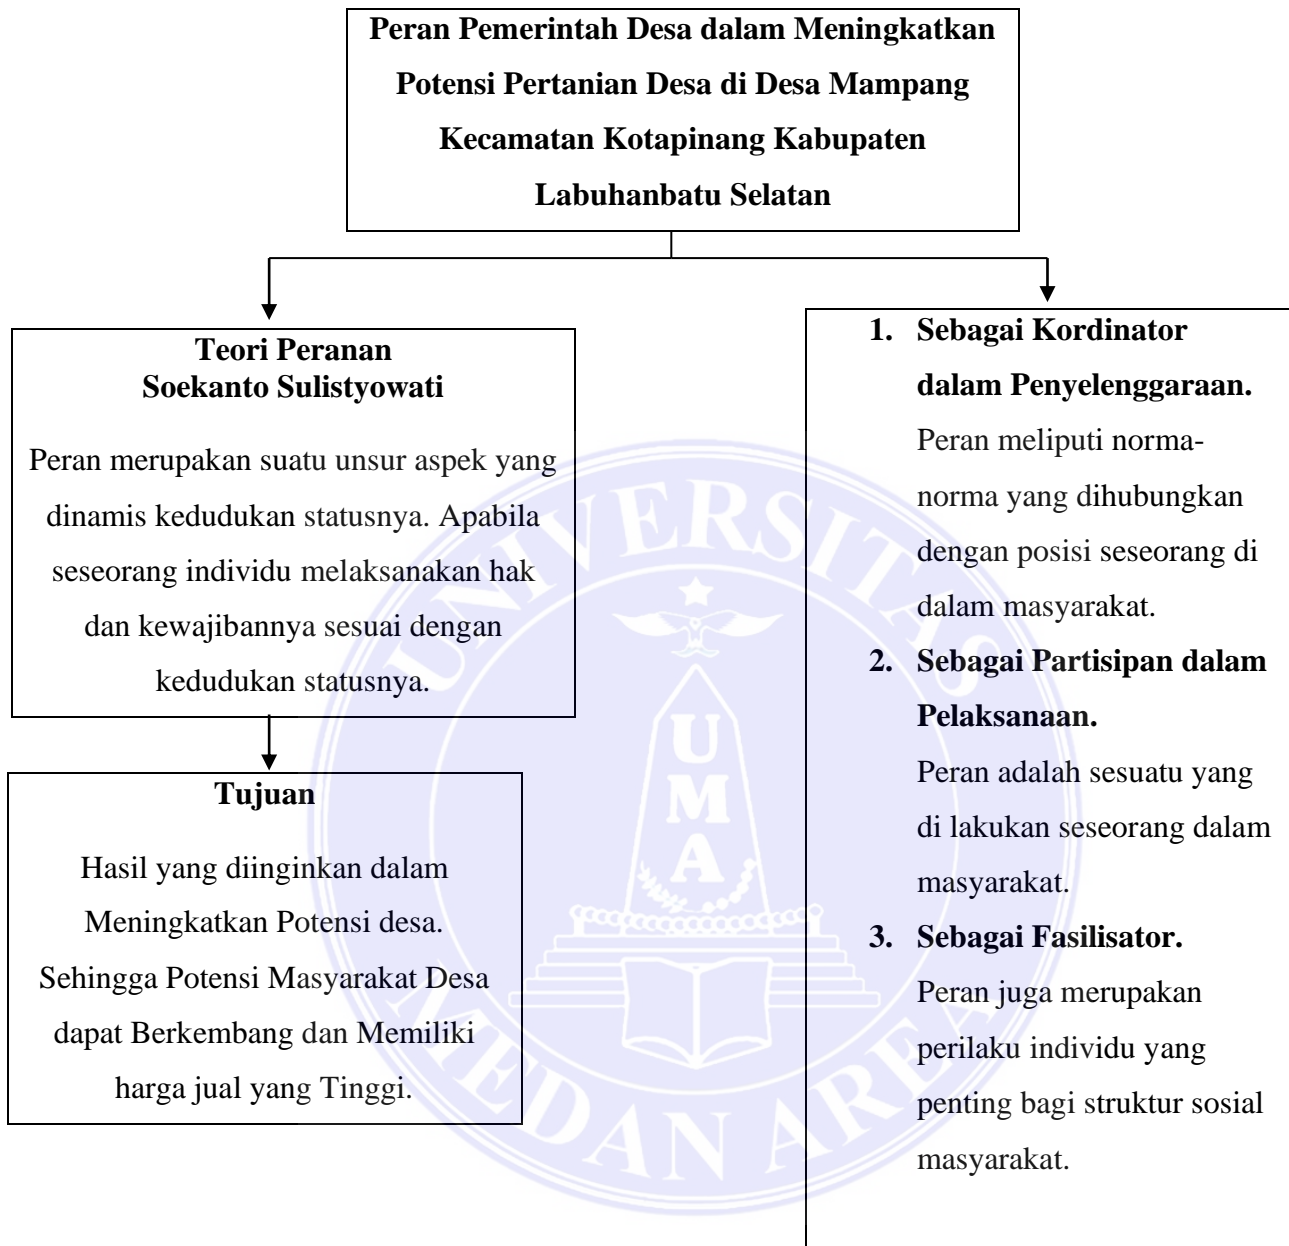 Peran Pemerintah Desa dalam Meningkatkan
Potensi Pertanian Desa di Desa Mampang
Kecamatan Kotapinang Kabupaten
Labuhanbatu Selatan
Teori Peranan
Soekanto Sulistyowati
Peran merupakan suatu unsur aspek yang
dinamis kedudukan statusnya. Apabila
seseorang individu melaksanakan hak
dan kewajibannya sesuai dengan
kedudukan statusnya.
Tujuan
Hasil yang diinginkan dalam
Meningkatkan Potensi desa.
Sehingga Potensi Masyarakat Desa
dapat Berkembang dan Memiliki
harga jual yang Tinggi.
1. Sebagai Kordinator
dalam Penyelenggaraan.
Peran meliputi norma-
norma yang dihubungkan
dengan posisi seseorang di
dalam masyarakat.
2. Sebagai Partisipan dalam
Pelaksanaan.
Peran adalah sesuatu yang
di lakukan seseorang dalam
masyarakat.
3. Sebagai Fasilisator.
Peran juga merupakan
perilaku individu yang
penting bagi struktur sosial
masyarakat.
UNIVERSITAS
UMA
MEDAN AREA